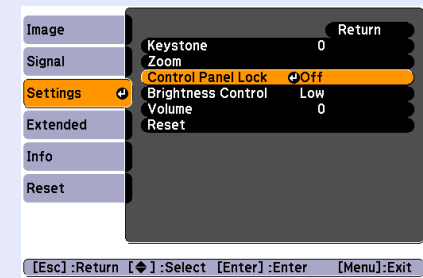 Image
Signal
Settings
Extended
Info
Reset
Return
Keystone 0
Zoom
Control Panel Lock Off
Brightness Control Low
Volume 0
Reset
[Esc] :Return [ ] :Select [Enter] :Enter [Menu]:Exit